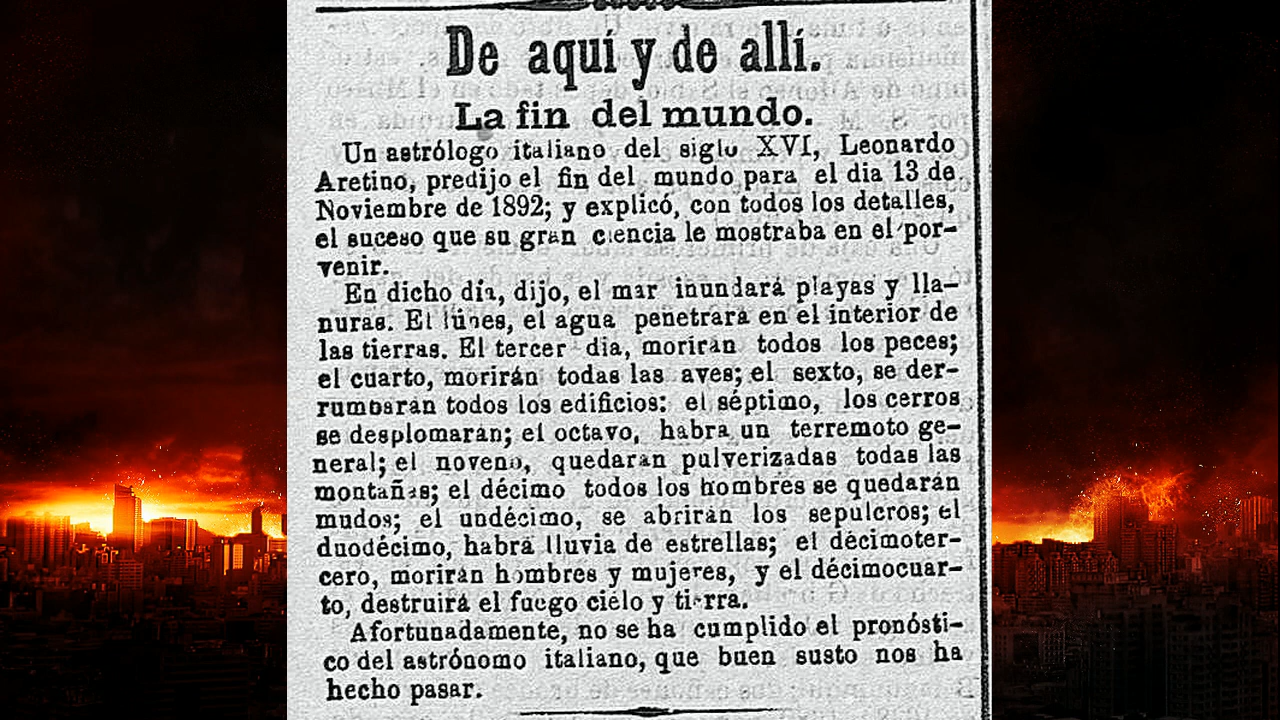 De aquí y de allí.
La fin del mundo.
Un astrólogo italiano del siglo XVI, Leonardo
Aretino, predijo el fin del mundo para el dia 13 de
Noviembre de 1892; y explicó, con todos los detalles,
el suceso que su gran ciencia le mostraba en el por-
venir.
En dicho día, dijo, el mar inundará playas y lla-
nuras. El lúnes, el agua penetrará en el interior de
las tierras. El tercer dia, morirán todos los peces;
el cuarto, morirán todas las aves; el sexto, se der-
rumbarán todos los edificios: el séptimo, los cerros
se desplomarán; el octavo, habra un terremoto ge-
neral; el noveno, quedarán pulverizadas todas las
montañas; el décimo todos los hombres se quedarán
mudos; el undécimo, se abrirán los sepulcros; el
duodécimo, habrá lluvia de estrellas; el décimoter-
cero, morirán hombres y mujeres, y el décimocuar-
to, destruirá el fuego cielo y tierra.
Afortunadamente, no se ha cumplido el pronósti-
co del astrónomo italiano, que buen susto nos ha
hecho pasar.